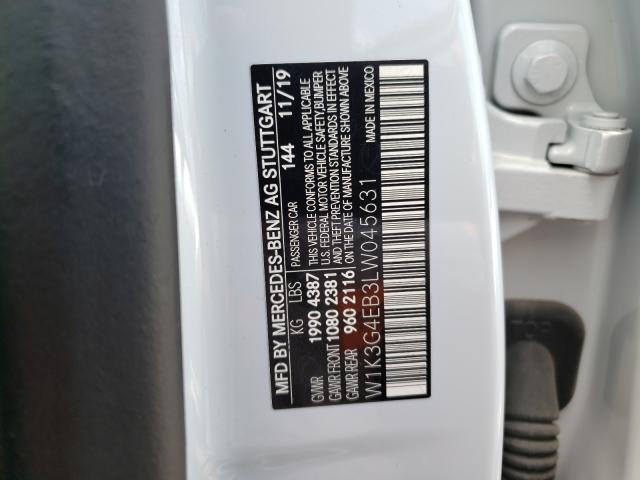 MFD BY MERCEDES-BENZ AG STUTTGART
144 11/19
PASSENGER CAR
KG LBS
GVWR 1990 4387
GAWR FRONT 1080 2381
GAWR REAR 960 2116
THIS VEHICLE CONFORMS TO ALL APPLICABLE
U.S. FEDERAL MOTOR VEHICLE SAFETY, BUMPER
AND THEFT PREVENTION STANDARDS IN EFFECT
ON THE DATE OF MANUFACTURE SHOWN ABOVE
W1K3G4EB3LW045631
MADE IN MEXICO
TOP